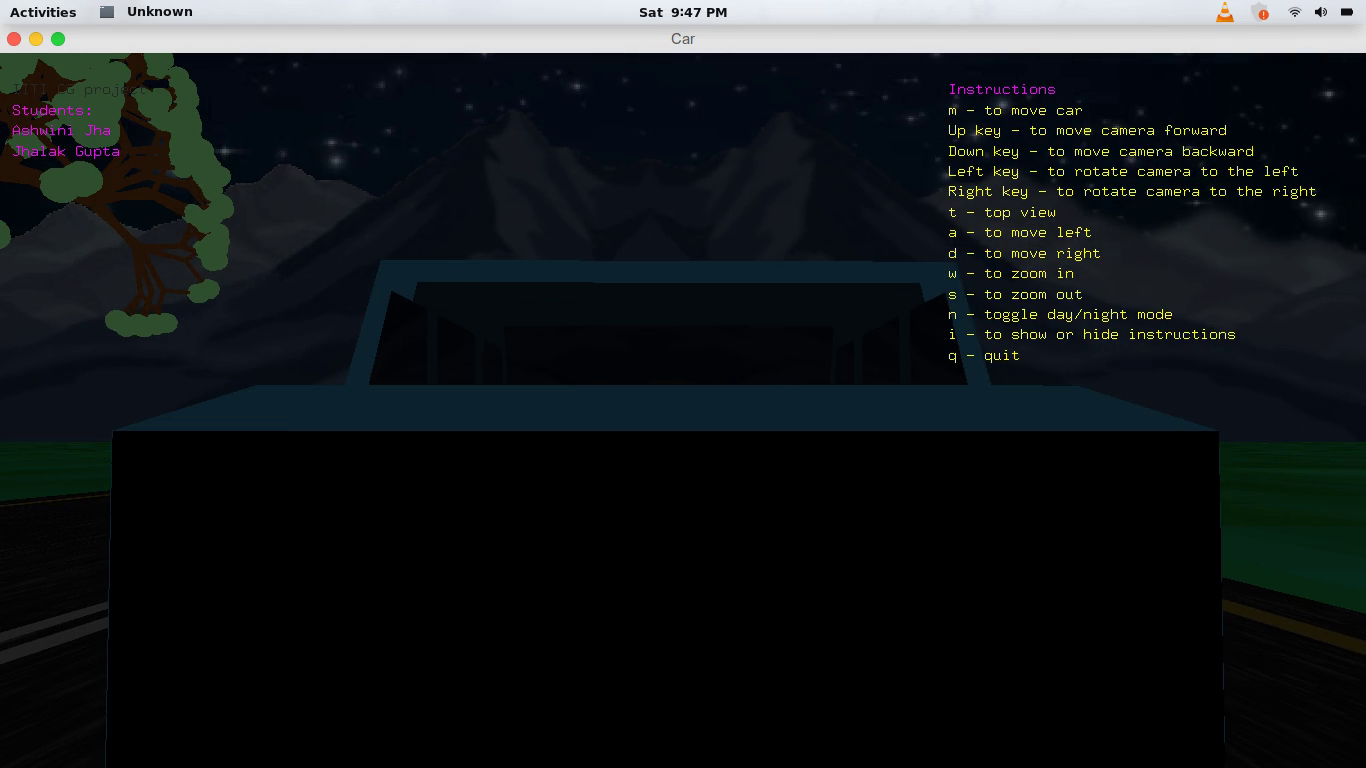 Activities Unknown Sat 9:47 PM
Car
CG project
Students:
Ashwini Jha
Jhalak Gupta
Instructions
m - to move car
Up key - to move camera forward
Down key - to move camera backward
Left key - to rotate camera to the left
Right key - to rotate camera to the right
t - top view
a - to move left
d - to move right
w - to zoom in
s - to zoom out
n - toggle day/night mode
i - to show or hide instructions
q - quit